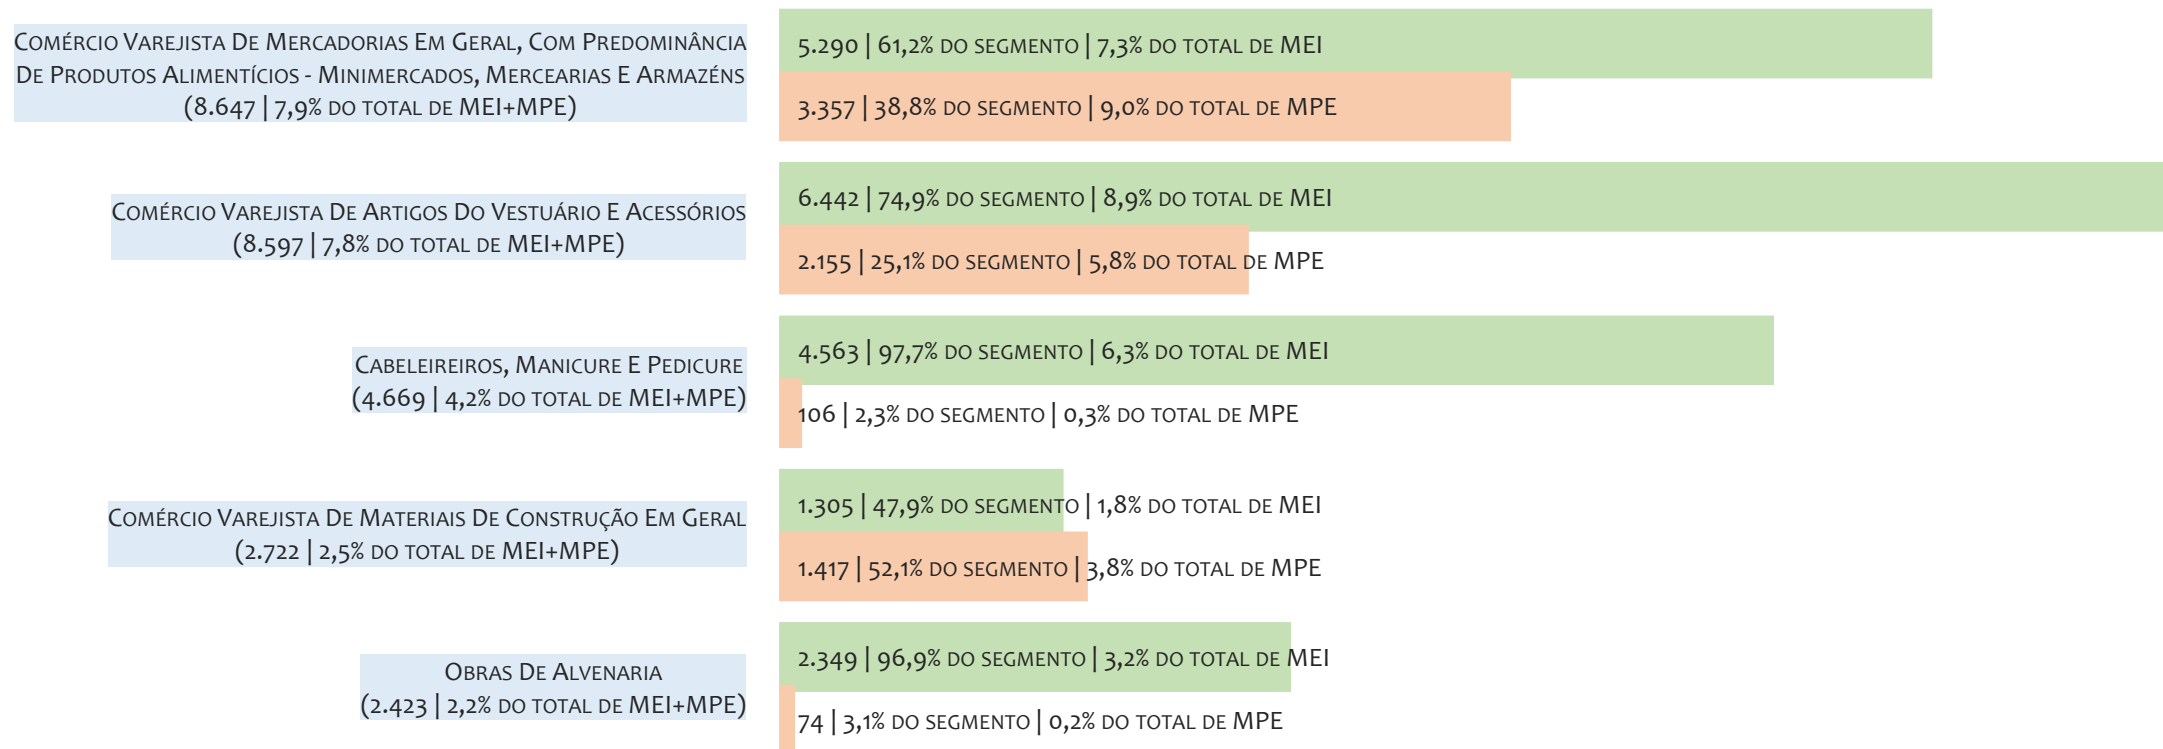 Comércio Varejista De Mercadorias Em Geral, Com Predominância
De Produtos Alimentícios - Minimercados, Mercearias E Armazéns
(8.647 | 7,9% do total de MEI+MPE)
5.290 | 61,2% do segmento | 7,3% do total de MEI
3.357 | 38,8% do segmento | 9,0% do total de MPE
Comércio Varejista De Artigos Do Vestuário E Acessórios
(8.597 | 7,8% do total de MEI+MPE)
6.442 | 74,9% do segmento | 8,9% do total de MEI
2.155 | 25,1% do segmento | 5,8% do total de MPE
Cabeleireiros, Manicure E Pedicure
(4.669 | 4,2% do total de MEI+MPE)
4.563 | 97,7% do segmento | 6,3% do total de MEI
106 | 2,3% do segmento | 0,3% do total de MPE
Comércio Varejista De Materiais De Construção Em Geral
(2.722 | 2,5% do total de MEI+MPE)
1.305 | 47,9% do segmento | 1,8% do total de MEI
1.417 | 52,1% do segmento | 3,8% do total de MPE
Obras De Alvenaria
(2.423 | 2,2% do total de MEI+MPE)
2.349 | 96,9% do segmento | 3,2% do total de MEI
74 | 3,1% do segmento | 0,2% do total de MPE